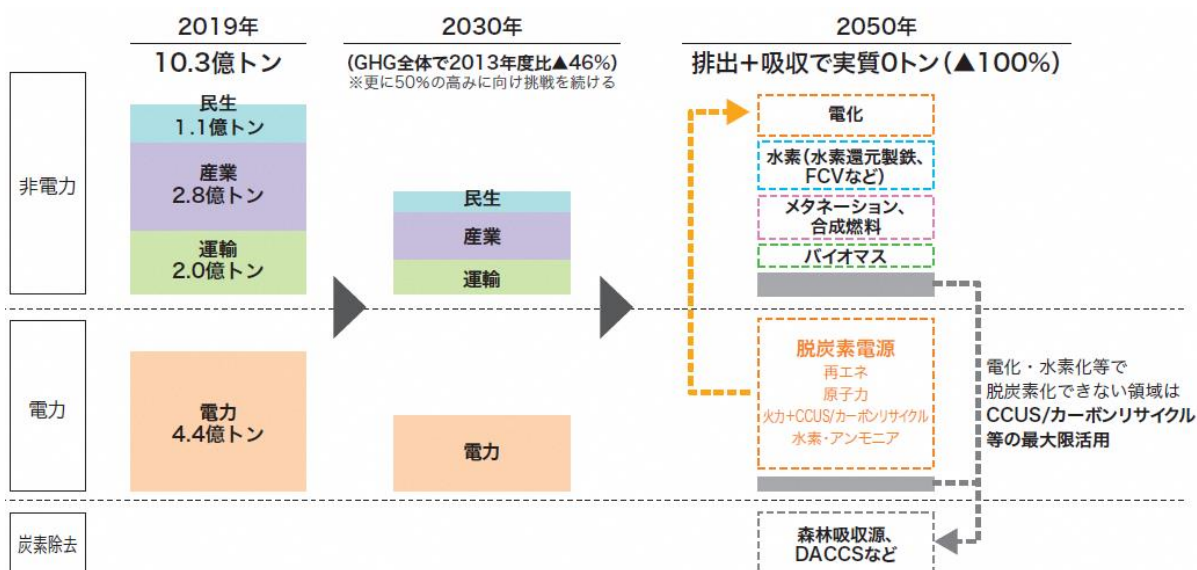 2019年
10.3億トン
2030年
(GHG全体で2013年度比▲46%)
※更に50%の高みに向け挑戦を続ける
2050年
排出+吸収で実質0トン(▲100%)
非電力
民生
1.1億トン
産業
2.8億トン
運輸
2.0億トン
民生
産業
運輸
電化
水素(水素還元製鉄、
FCVなど)
メタネーション、
合成燃料
バイオマス
電力
電力
4.4億トン
電力
脱炭素電源
再エネ
原子力
火力+CCUS/カーボンリサイクル
水素・アンモニア
電化・水素化等で
脱炭素化できない領域は
CCUS/カーボンリサイクル
等の最大限活用
炭素除去
森林吸収源、
DACCSなど